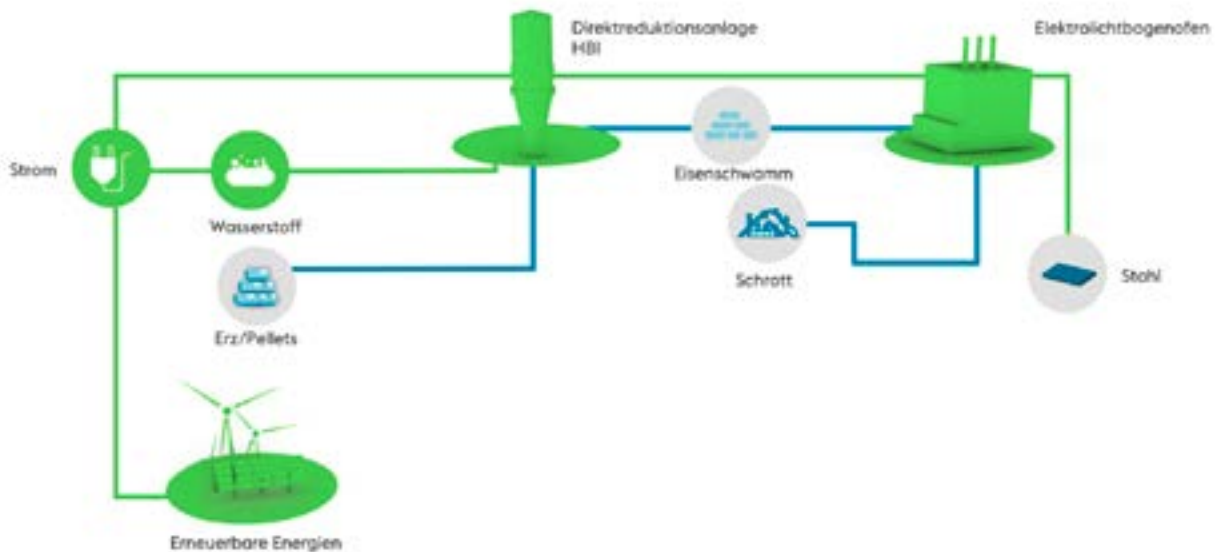 Direktreduktionsanlage
HBI
Elektrolichtbogenofen
Strom
Wasserstoff
Eisenschwamm
Erz/Pellets
Schrott
Stahl
Erneuerbare Energien